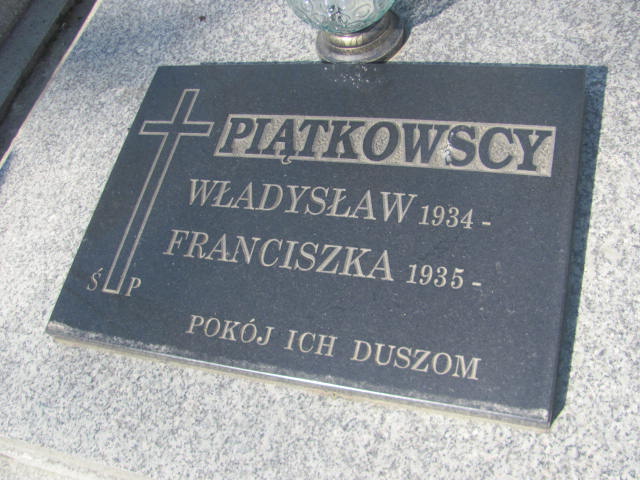 PIĄTKOWSCY
WŁADYSŁAW 1934 -
FRANCISZKA 1935 -
Ś P
POKÓJ ICH DUSZOM